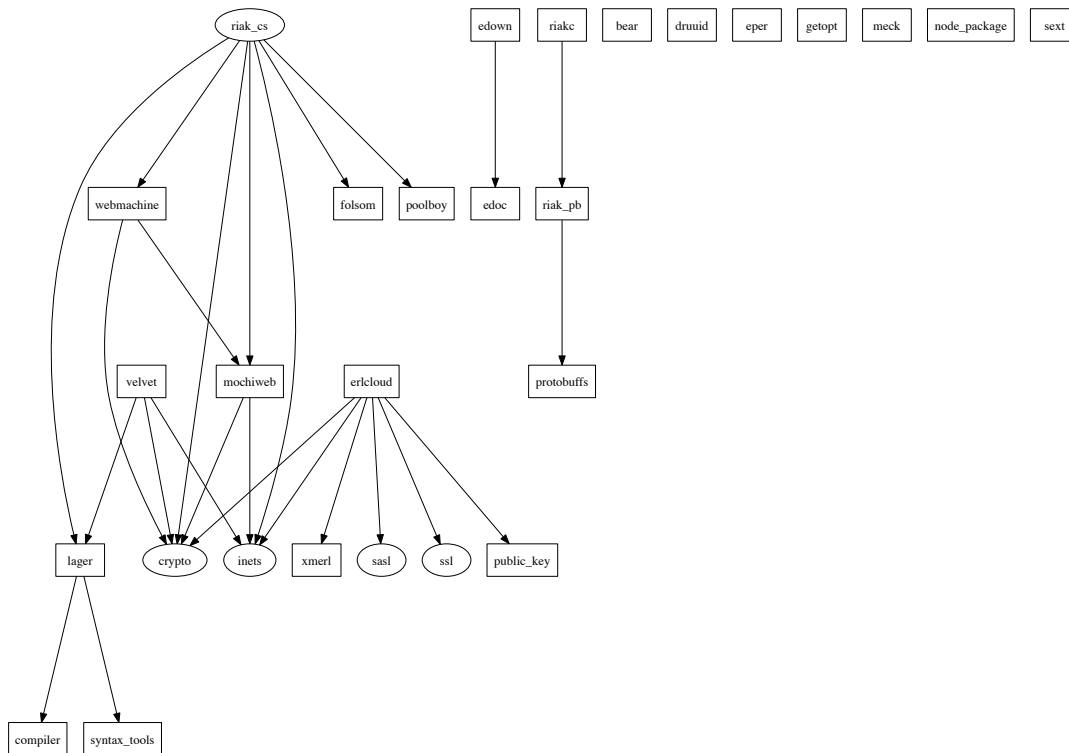 riak_cs
edown
riakc
bear
druuid
eper
getopt
meck
node_package
sext
webmachine
folsom
poolboy
edoc
riak_pb
velvet
mochiweb
erlcloud
protobuffs
lager
crypto
inets
xmerl
sasl
ssl
public_key
compiler
syntax_tools